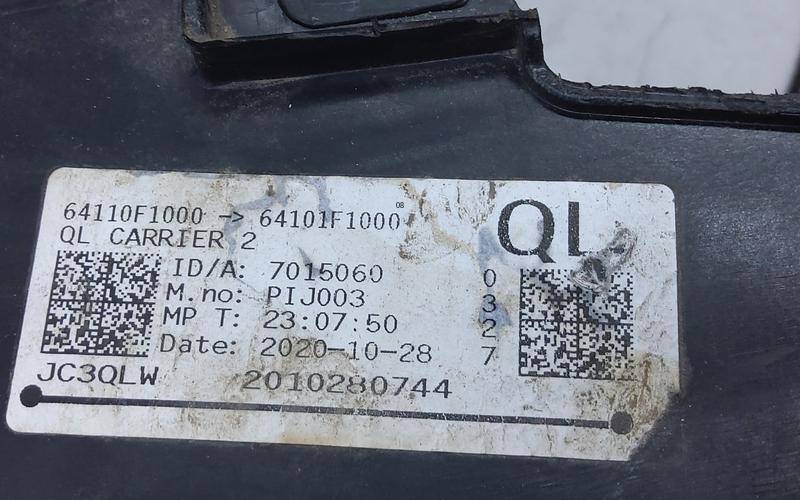 64110F1000 -> 64101F1000
08
QL
QL CARRIER 2
ID/A: 7015060
M.no: PIJ003
MP T: 23:07:50
Date: 2020-10-28
0
3
2
7
JC3QLW
2010280744